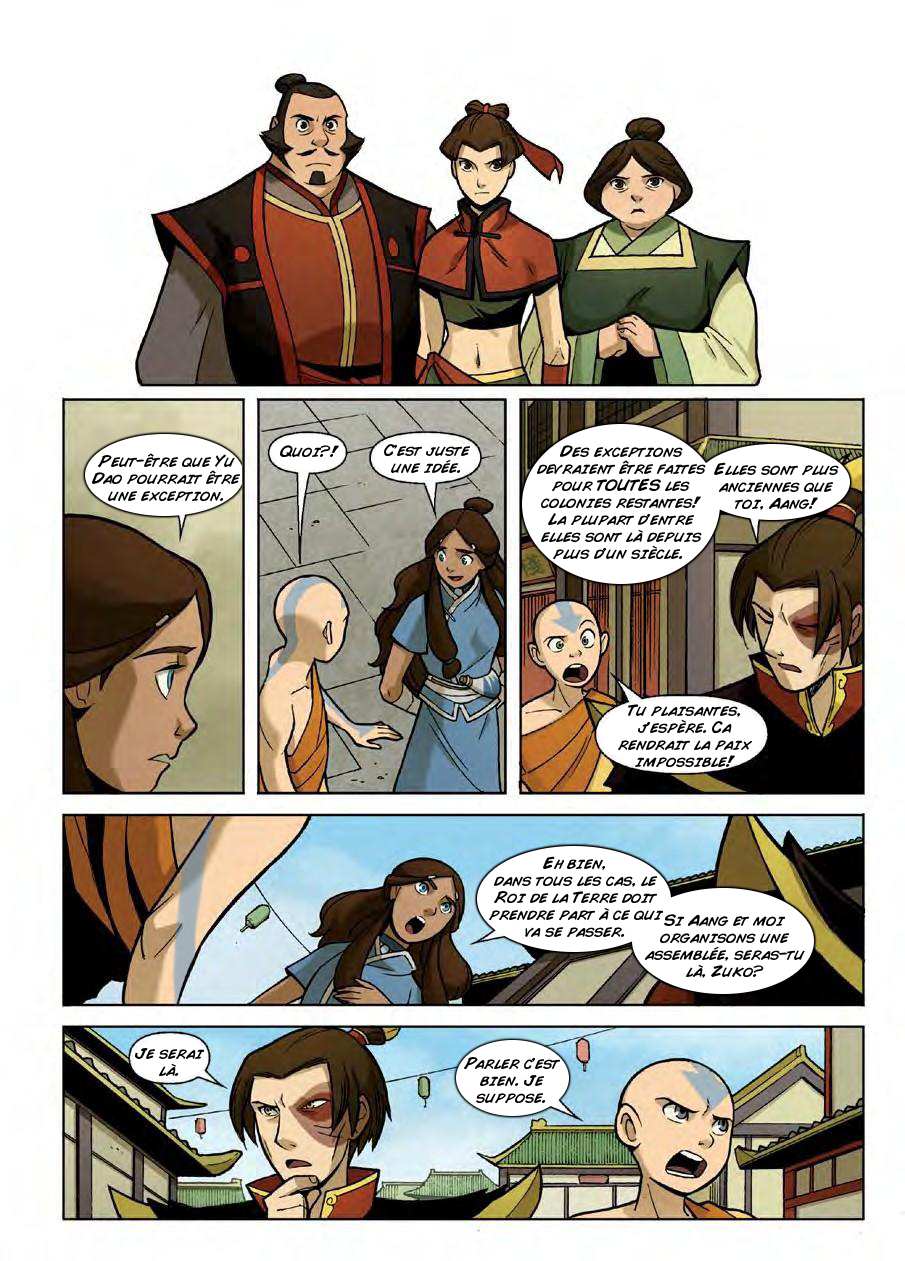 Peut-être que Yu
Dao pourrait être
une exception.
Quoi?!
C'est juste
une idée.
Des exceptions
devraient être faites
pour TOUTES les
colonies restantes!
La plupart d'entre
elles sont là depuis
plus d'un siècle.
Elles sont plus
anciennes que
toi, Aang!
Tu plaisantes,
j'espère. Ca
rendrait la paix
impossible!
Eh bien,
dans tous les cas, le
Roi de la Terre doit
prendre part à ce qui
va se passer.
Si Aang et moi
organisons une
assemblée, seras-tu
là, Zuko?
Je serai
là.
Parler c'est
bien. Je
suppose.